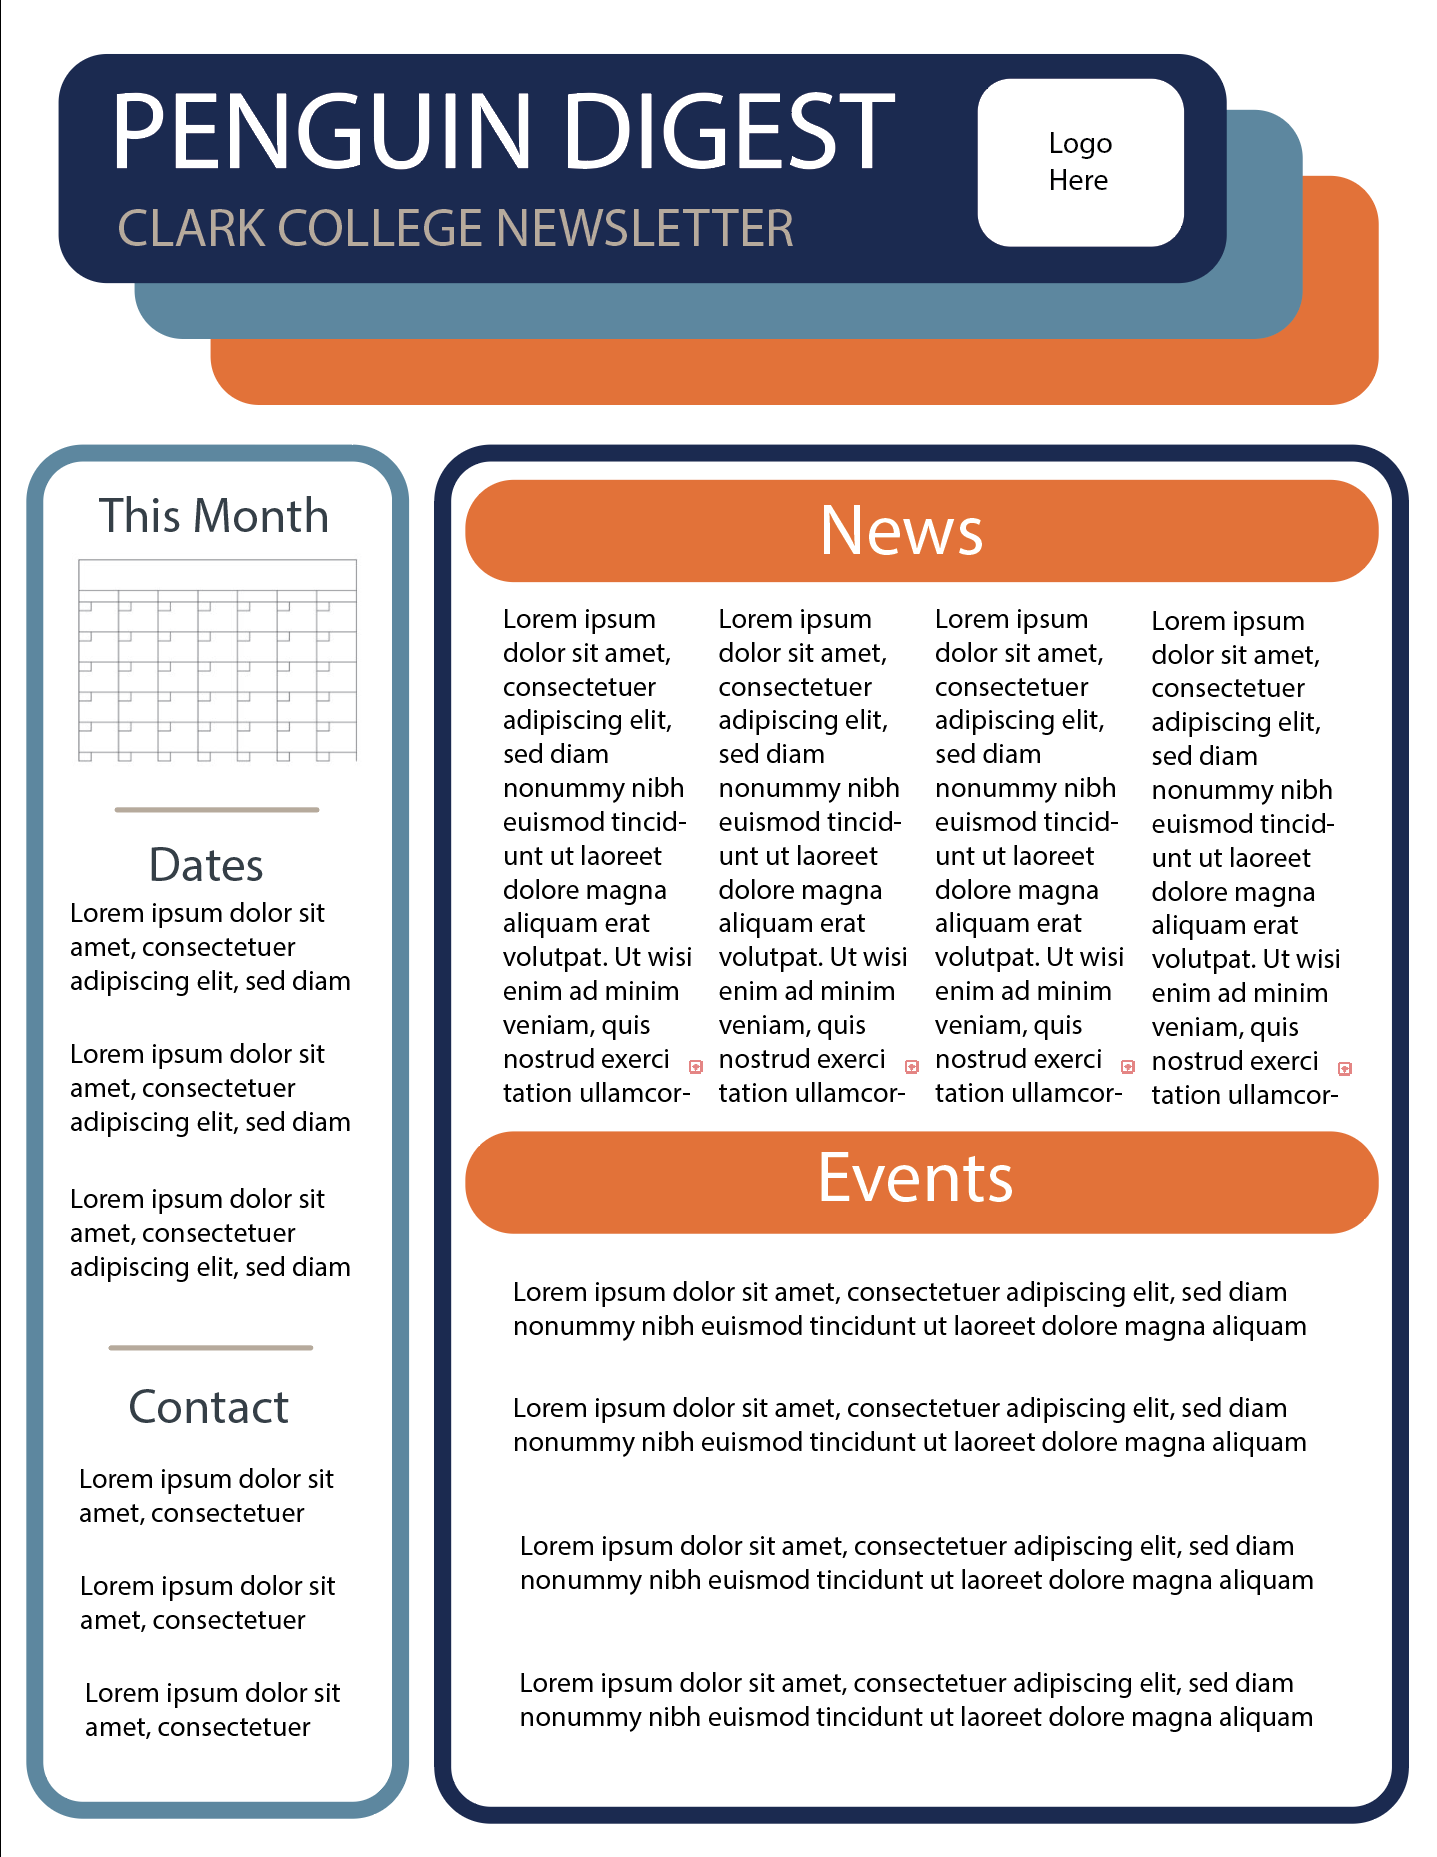 PENGUIN DIGEST
CLARK COLLEGE NEWSLETTER
Logo
Here
This Month
Dates
Lorem ipsum dolor sit
amet, consectetuer
adipiscing elit, sed diam
Lorem ipsum dolor sit
amet, consectetuer
adipiscing elit, sed diam
Lorem ipsum dolor sit
amet, consectetuer
adipiscing elit, sed diam
Contact
Lorem ipsum dolor sit
amet, consectetuer
Lorem ipsum dolor sit
amet, consectetuer
Lorem ipsum dolor sit
amet, consectetuer
News
Lorem ipsum
dolor sit amet,
consectetuer
adipiscing elit,
sed diam
nonummy nibh
euismod tincid-
unt ut laoreet
dolore magna
aliquam erat
volutpat. Ut wisi
enim ad minim
veniam, quis
nostrud exerci
tation ullamcor-
Lorem ipsum
dolor sit amet,
consectetuer
adipiscing elit,
sed diam
nonummy nibh
euismod tincid-
unt ut laoreet
dolore magna
aliquam erat
volutpat. Ut wisi
enim ad minim
veniam, quis
nostrud exerci
tation ullamcor-
Lorem ipsum
dolor sit amet,
consectetuer
adipiscing elit,
sed diam
nonummy nibh
euismod tincid-
unt ut laoreet
dolore magna
aliquam erat
volutpat. Ut wisi
enim ad minim
veniam, quis
nostrud exerci
tation ullamcor-
Lorem ipsum
dolor sit amet,
consectetuer
adipiscing elit,
sed diam
nonummy nibh
euismod tincid-
unt ut laoreet
dolore magna
aliquam erat
volutpat. Ut wisi
enim ad minim
veniam, quis
nostrud exerci
tation ullamcor-
Events
Lorem ipsum dolor sit amet, consectetuer adipiscing elit, sed diam
nonummy nibh euismod tincidunt ut laoreet dolore magna aliquam
Lorem ipsum dolor sit amet, consectetuer adipiscing elit, sed diam
nonummy nibh euismod tincidunt ut laoreet dolore magna aliquam
Lorem ipsum dolor sit amet, consectetuer adipiscing elit, sed diam
nonummy nibh euismod tincidunt ut laoreet dolore magna aliquam
Lorem ipsum dolor sit amet, consectetuer adipiscing elit, sed diam
nonummy nibh euismod tincidunt ut laoreet dolore magna aliquam